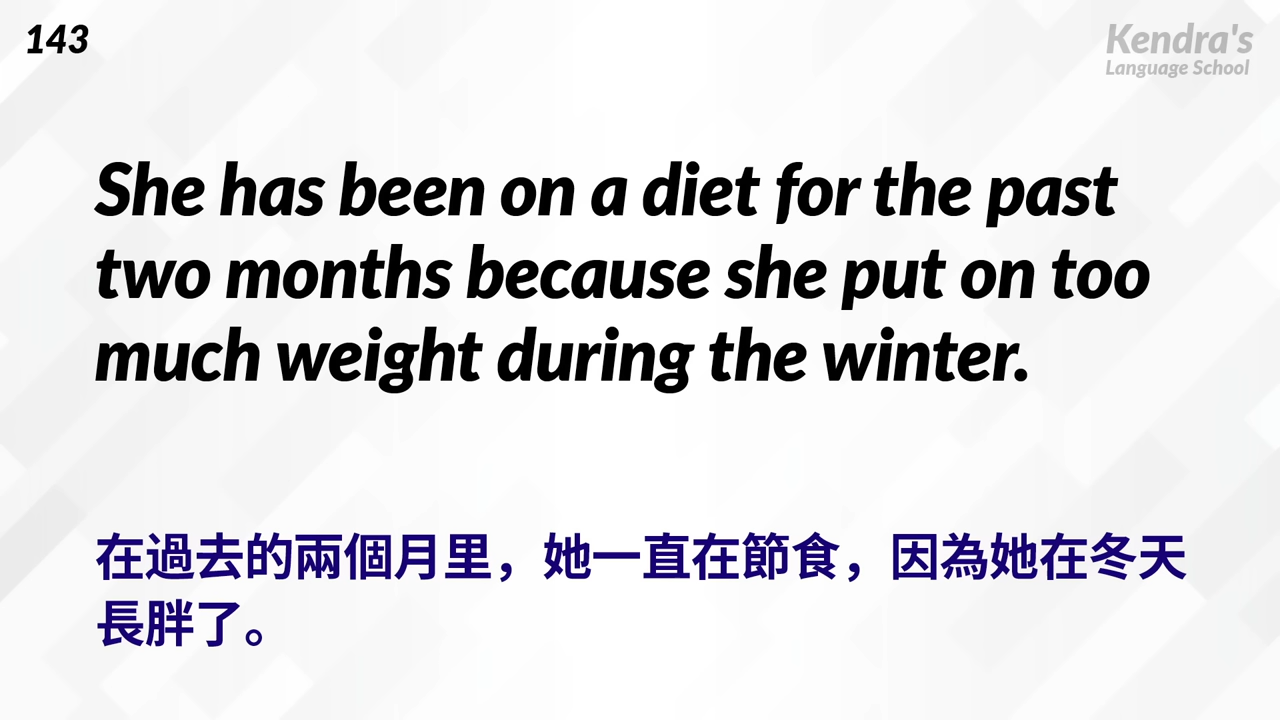 143
Kendra's
Language School
She has been on a diet for the past
two months because she put on too
much weight during the winter.
在過去的兩個月里，她一直在節食，因為她在冬天
長胖了。